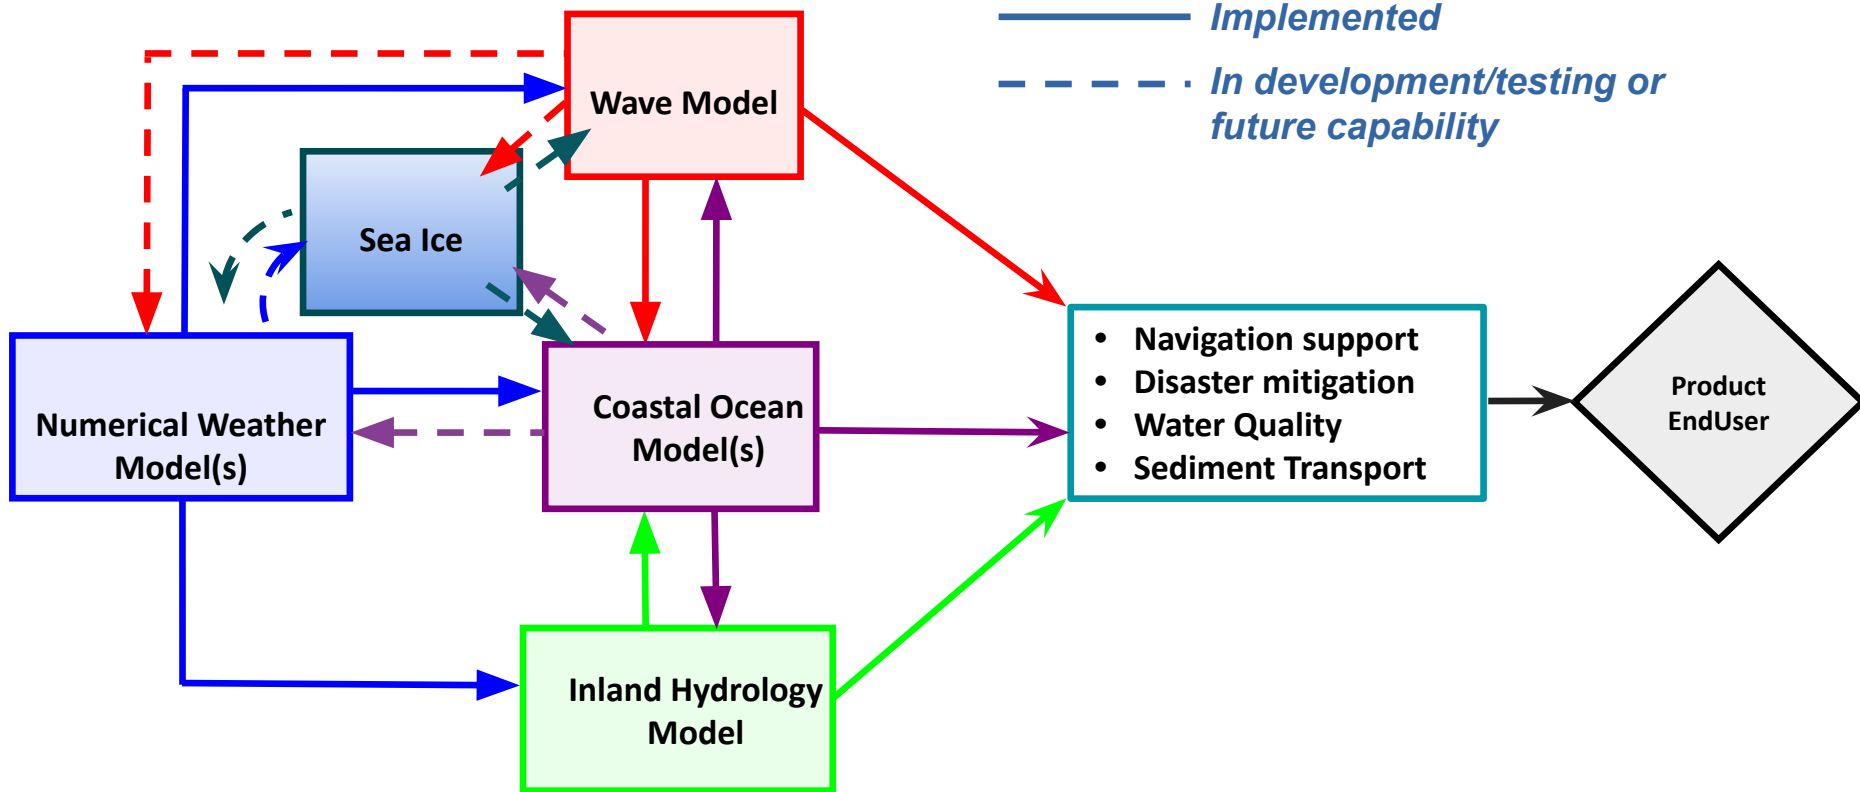 Implemented
In development/testing or
future capability
Wave Model
Sea Ice
Numerical Weather
Model(s)
Coastal Ocean
Model(s)
Inland Hydrology
Model
• Navigation support
• Disaster mitigation
• Water Quality
• Sediment Transport
Product
EndUser